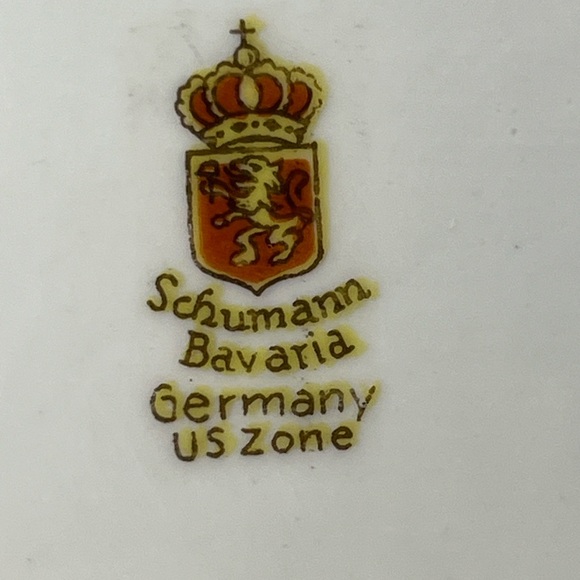 Schumann
Bavaria
Germany
US Zone